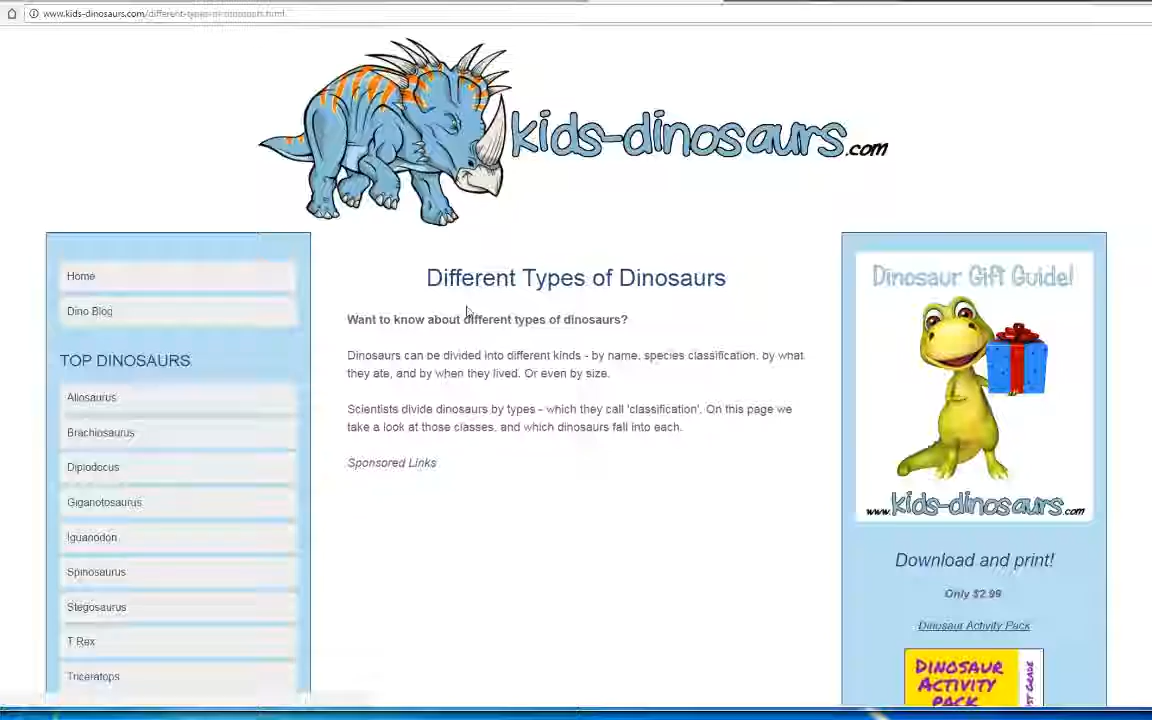 www.kids-dinosaurs.com/different-types-of-dinosaurs.html
kids-dinosaurs.com
Home
Dino Blog
TOP DINOSAURS
Allosaurus
Brachiosaurus
Diplodocus
Giganotosaurus
Iguanodon
Spinosaurus
Stegosaurus
T Rex
Triceratops
Different Types of Dinosaurs
Want to know about different types of dinosaurs?
Dinosaurs can be divided into different kinds - by name, species classification, by what
they ate, and by when they lived. Or even by size.
Scientists divide dinosaurs by types - which they call 'classification'. On this page we
take a look at those classes, and which dinosaurs fall into each.
Sponsored Links
Dinosaur Gift Guide!
www.kids-dinosaurs.com
Download and print!
Only $2.99
Dinosaur Activity Pack
DINOSAUR
ACTIVITY
PACK